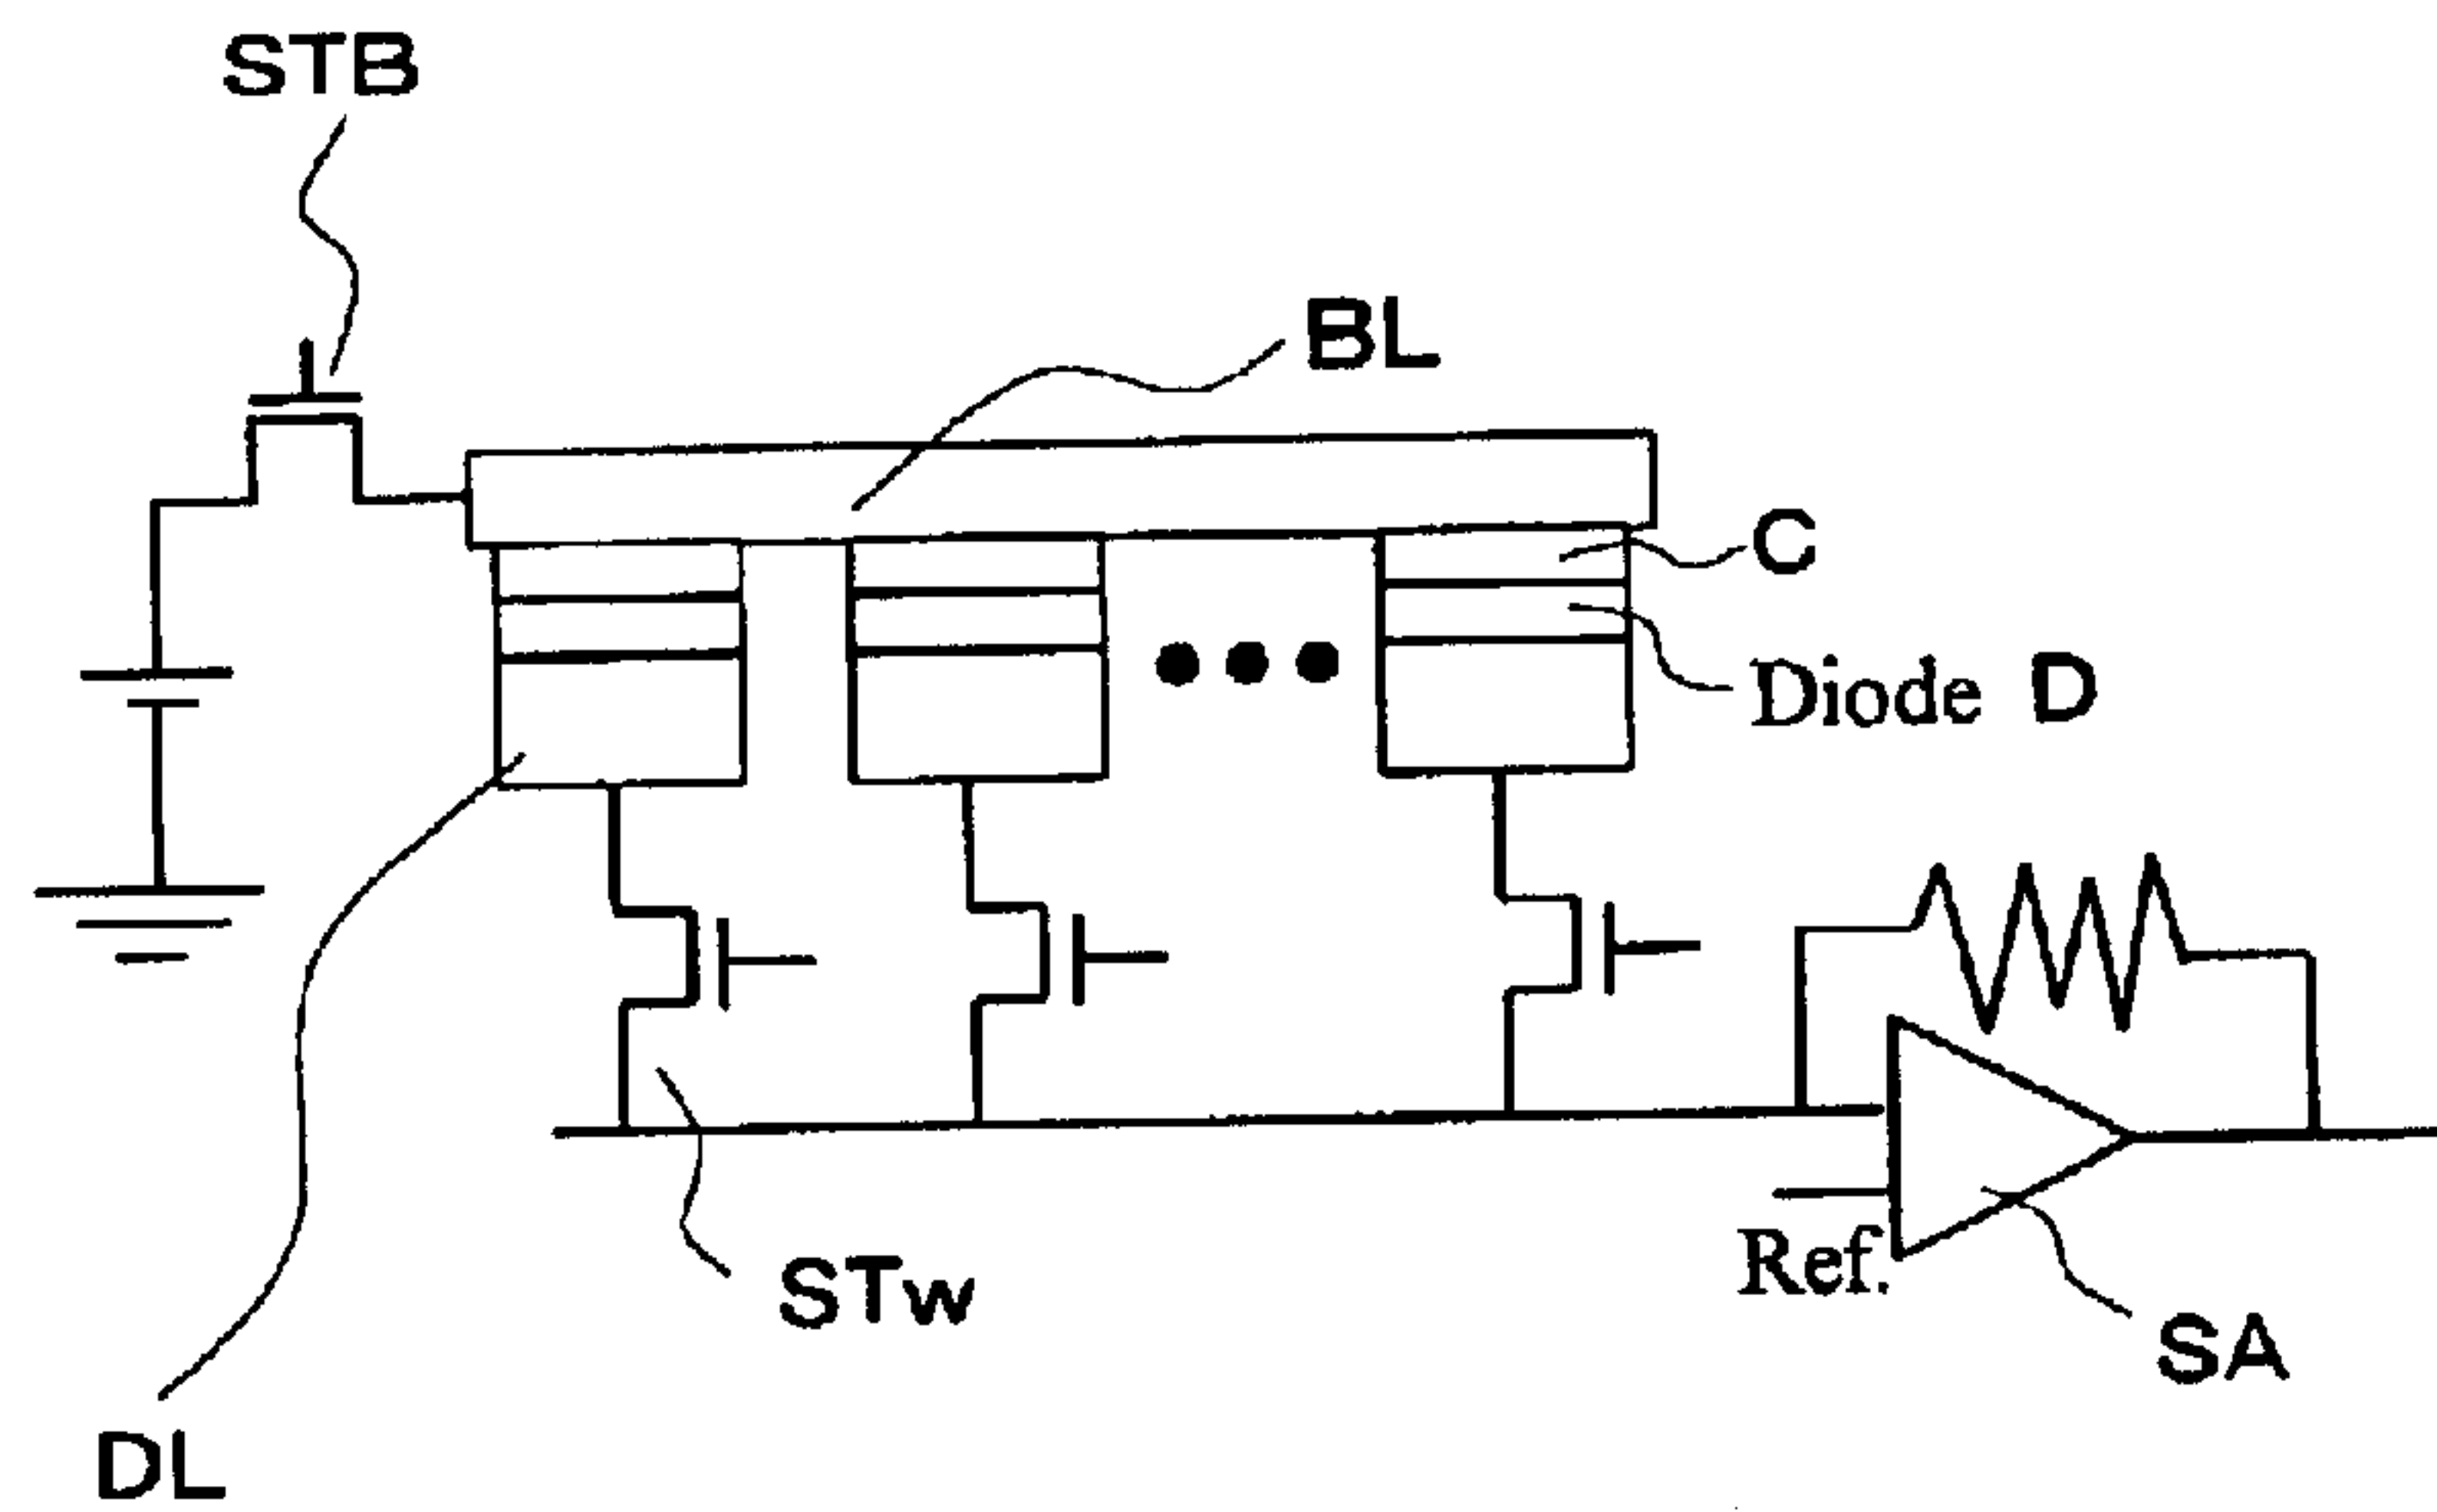 STB
BL
C
Diode D
Ref.
STw
SA
DL